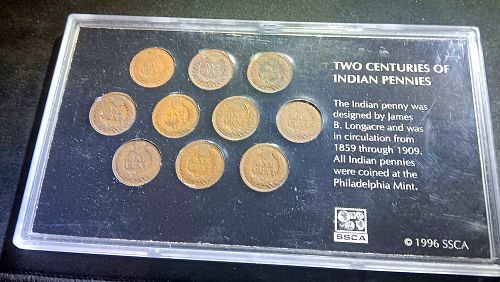 TWO CENTURIES OF
INDIAN PENNIES
The Indian penny was
designed by James
B. Longacre and was
in circulation from
1859 through 1909.
All Indian pennies
were coined at the
Philadelphia Mint.
SSCA
© 1996 SSCA